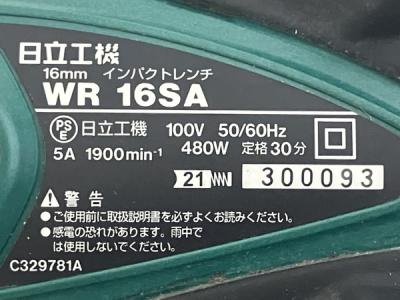 日立工機
16mm インパクトレンチ
WR 16SA
PSE 日立工機 100V 50/60Hz
5A 1900min⁻¹ 480W 定格30分
21 300093
⚠警告
●ご使用前に取扱説明書を必ずよくお読みください。
●感電の恐れがあります。雨中で
は使用しないでください。
C329781A